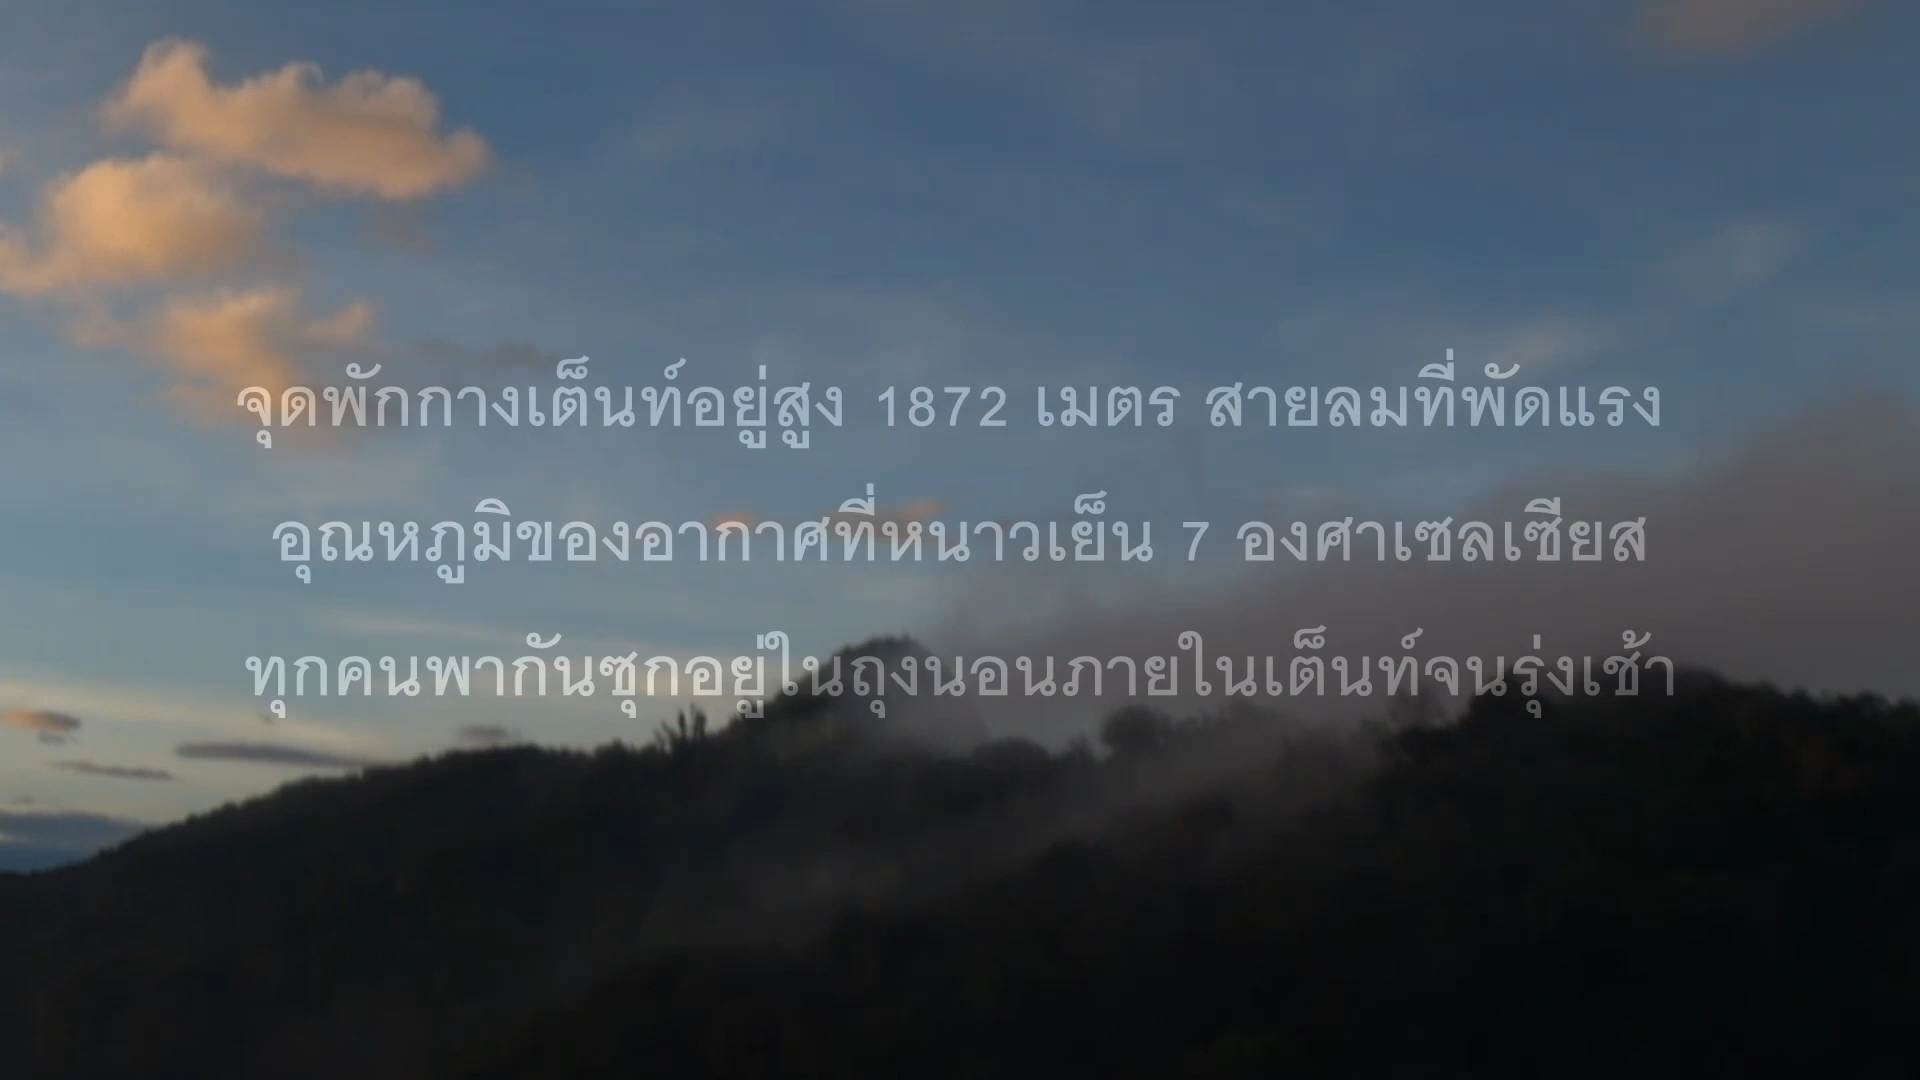 จุดพักกางเต็นท์อยู่สูง 1872 เมตร สายลมที่พัดแรง
อุณหภูมิของอากาศที่หนาวเย็น 7 องศาเซลเซียส
ทุกคนพากันซุกอยู่ในถุงนอนภายในเต็นท์จนรุ่งเช้า